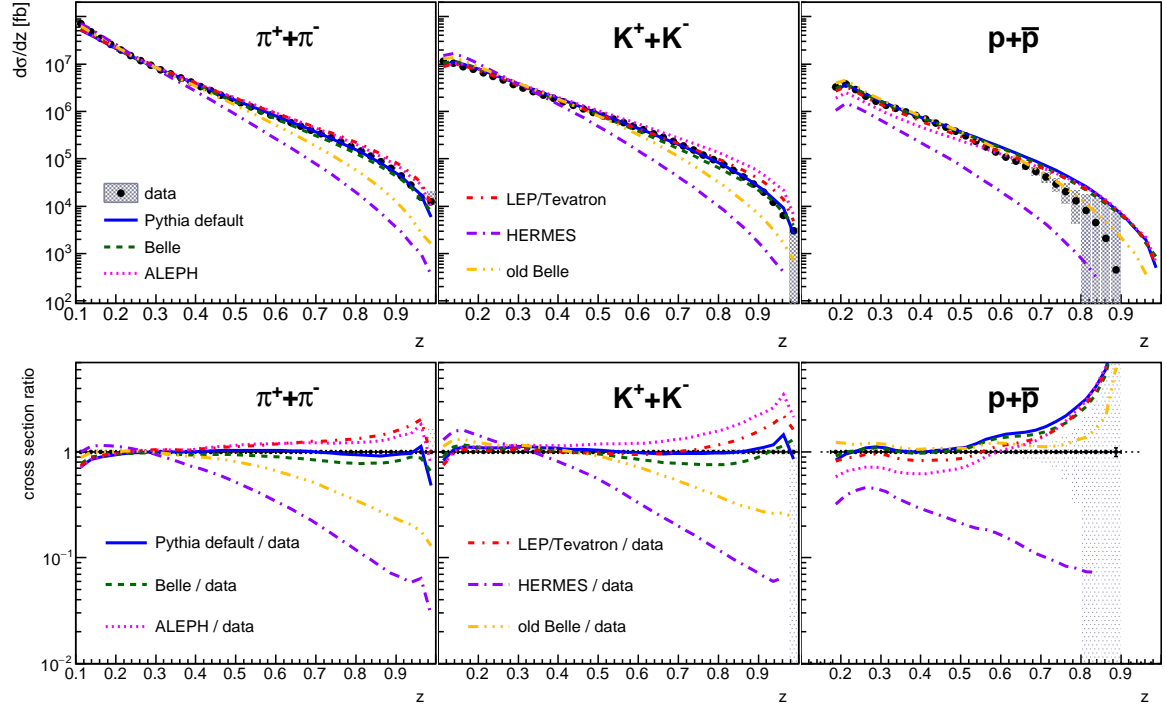 dσ/dz [fb]
π⁺+π⁻
K⁺+K⁻
p+p̅
10⁷
10⁶
10⁵
10⁴
10³
10²
data
Pythia default
Belle
ALEPH
LEP/Tevatron
HERMES
old Belle
0.1 0.2 0.3 0.4 0.5 0.6 0.7 0.8 0.9
0.2 0.3 0.4 0.5 0.6 0.7 0.8 0.9
0.2 0.3 0.4 0.5 0.6 0.7 0.8 0.9
z
z
z
cross section ratio
π⁺+π⁻
K⁺+K⁻
p+p̅
1
10⁻¹
10⁻²
Pythia default / data
Belle / data
ALEPH / data
LEP/Tevatron / data
HERMES / data
old Belle / data
0.1 0.2 0.3 0.4 0.5 0.6 0.7 0.8 0.9
0.2 0.3 0.4 0.5 0.6 0.7 0.8 0.9
0.2 0.3 0.4 0.5 0.6 0.7 0.8 0.9 1
z
z
z